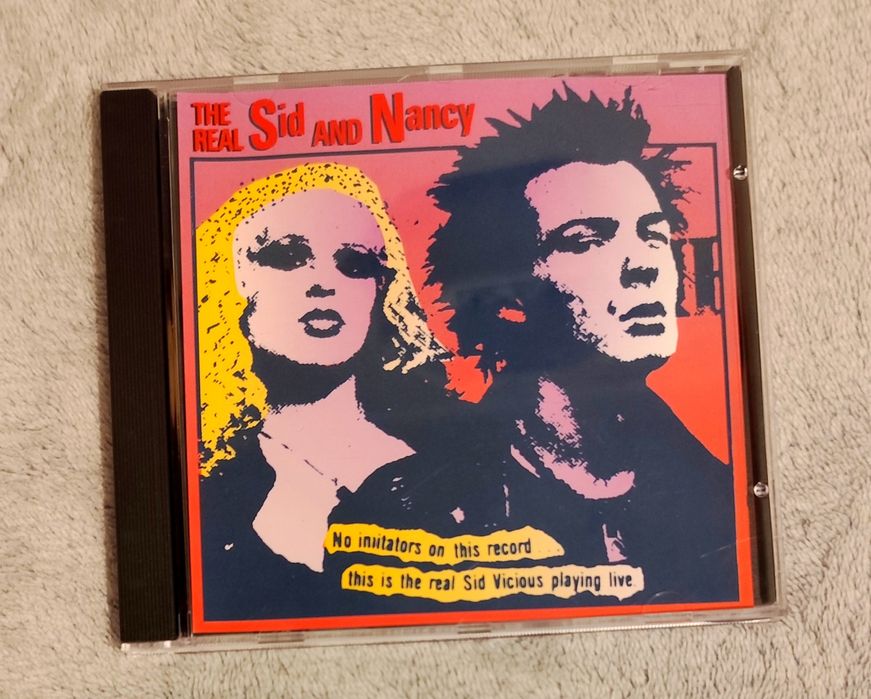 THE
REAL Sid AND Nancy
No imitators on this record ...
this is the real Sid Vicious playing live.